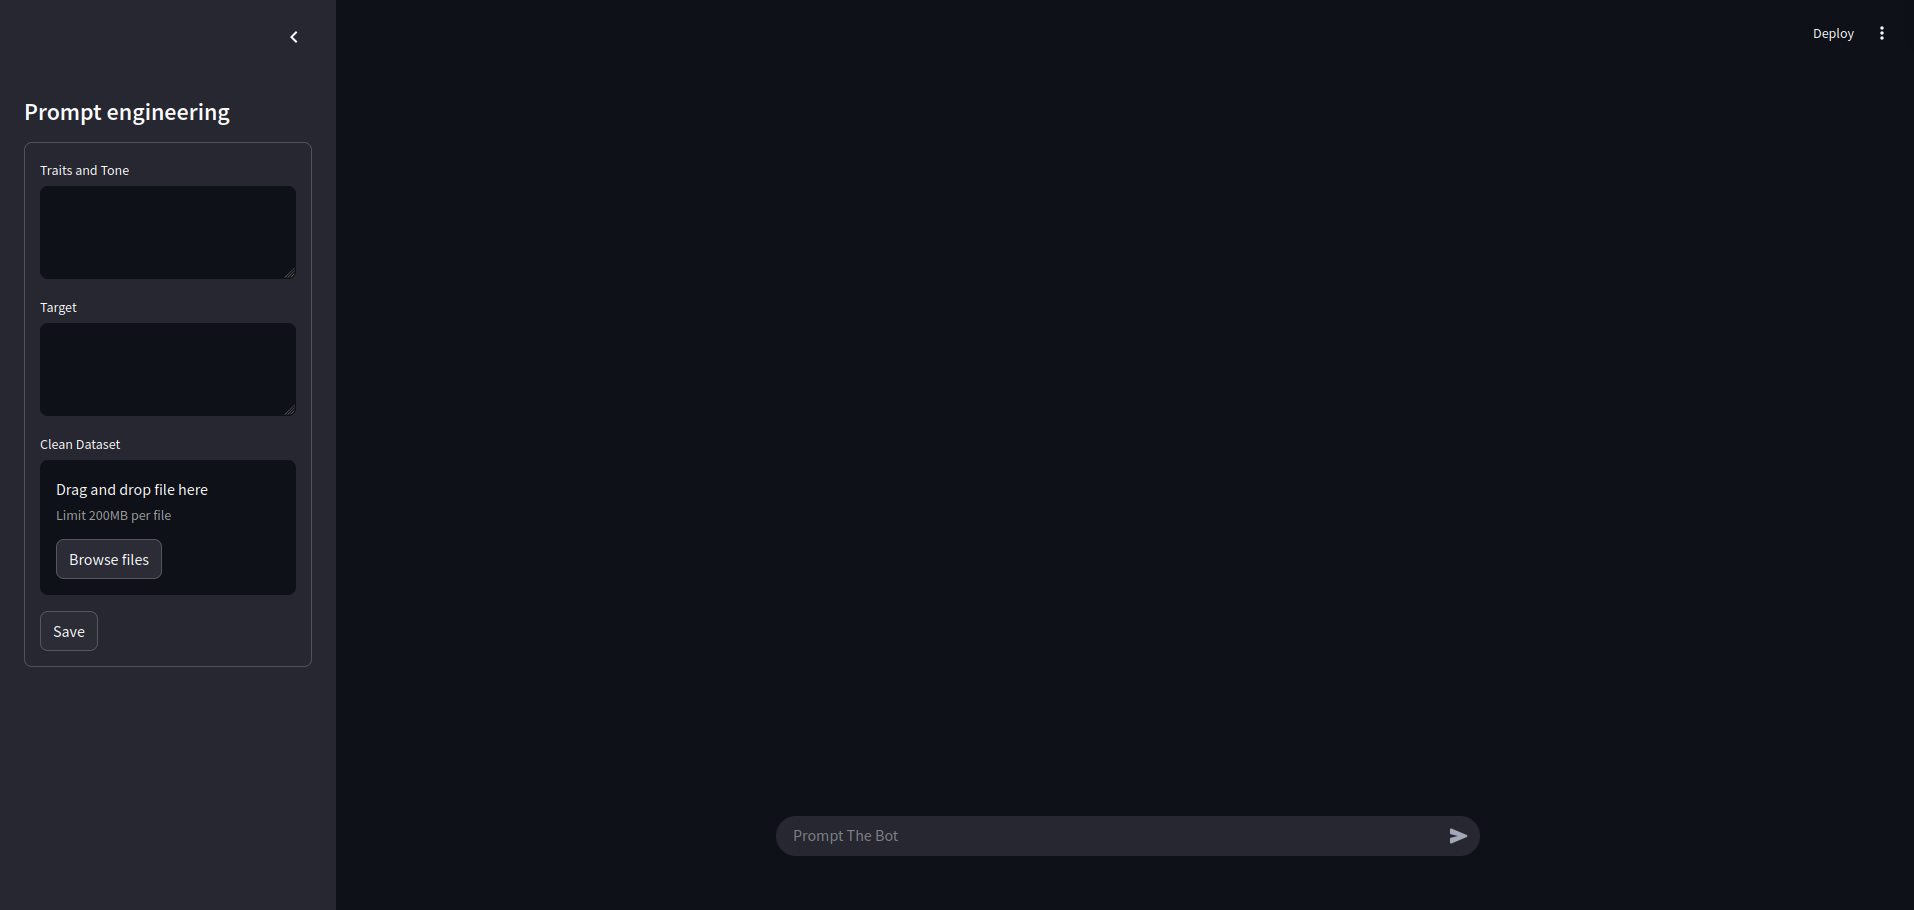 Deploy
Prompt engineering
Traits and Tone
Target
Clean Dataset
Drag and drop file here
Limit 200MB per file
Browse files
Save
Prompt The Bot